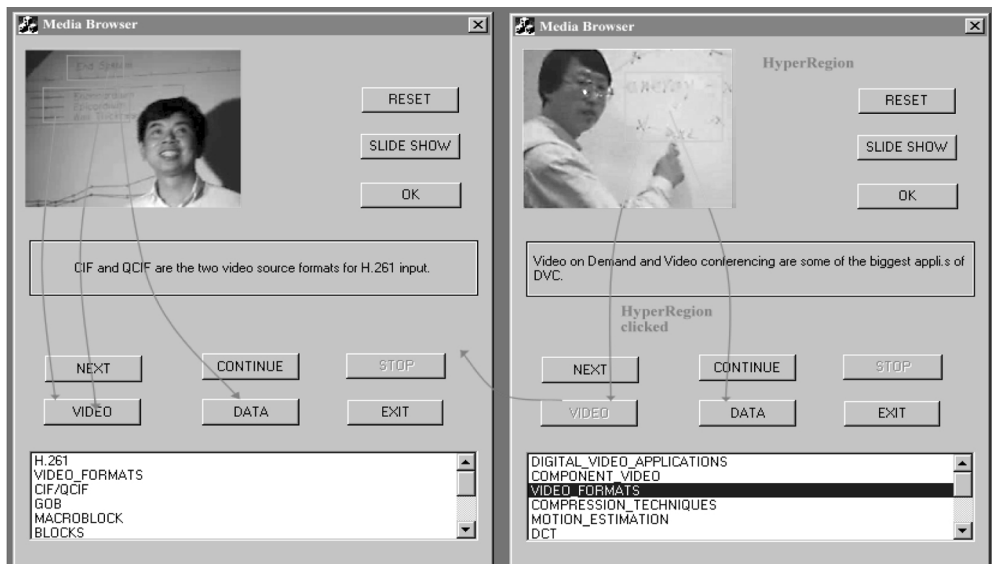 Media Browser
End Systole
RESET
SLIDE SHOW
OK
CIF and QCIF are the two video source formats for H.261 input.
NEXT
CONTINUE
STOP
VIDEO
DATA
EXIT
H.261
VIDEO_FORMATS
CIF/QCIF
GOB
MACROBLOCK
BLOCKS
Media Browser
HyperRegion
RESET
SLIDE SHOW
OK
Video on Demand and Video conferencing are some of the biggest appli.s of
DVC.
HyperRegion
clicked
NEXT
CONTINUE
STOP
VIDEO
DATA
EXIT
DIGITAL_VIDEO_APPLICATIONS
COMPONENT_VIDEO
VIDEO_FORMATS
COMPRESSION_TECHNIQUES
MOTION_ESTIMATION
DCT